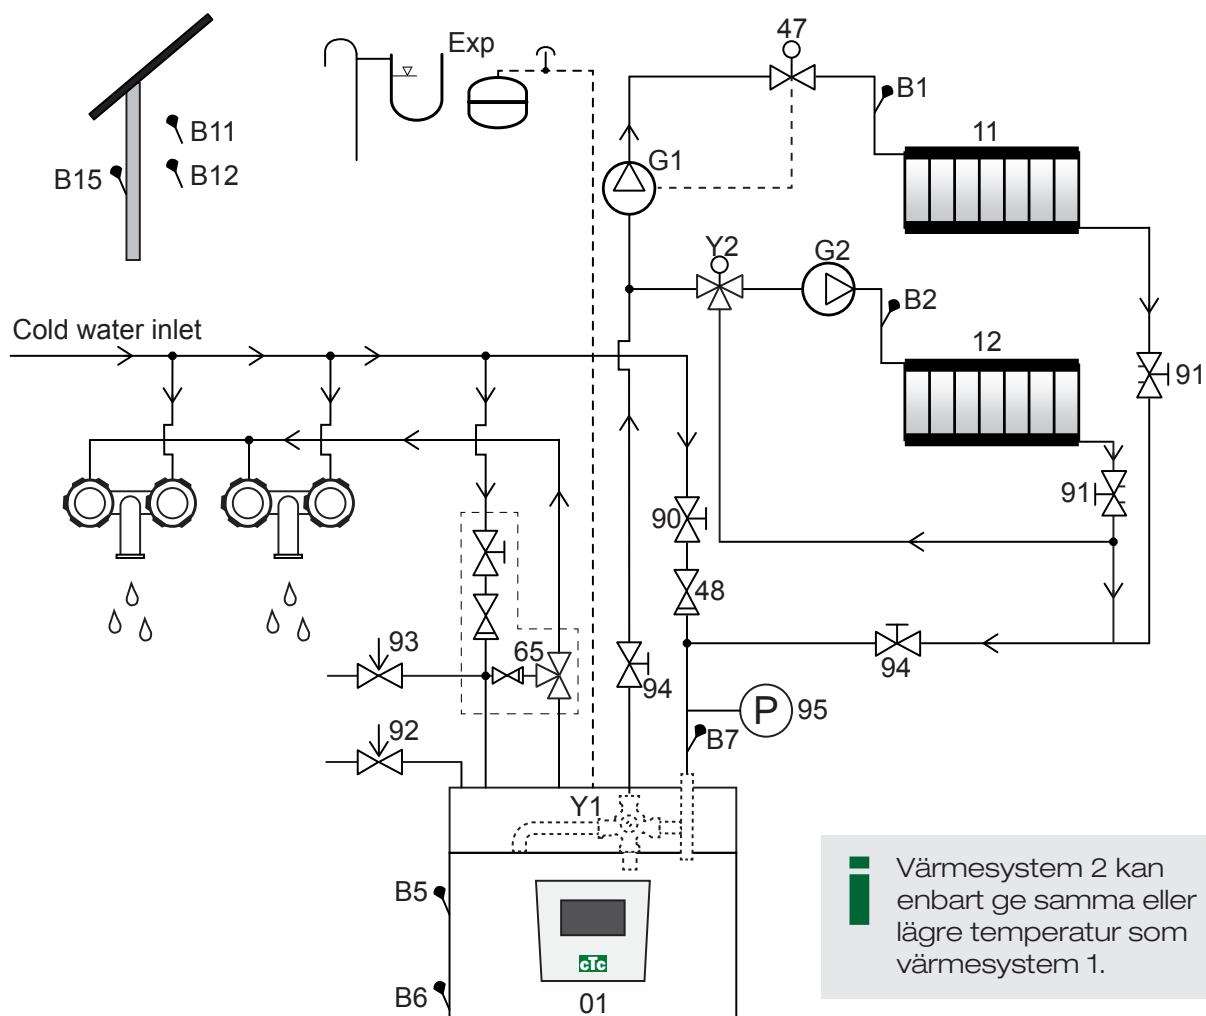 47
Exp
B1
B11
11
G1
B12
B15
Y2
G2
B2
Cold water inlet
12
91
91
90
48
93
65
94
94
P
95
92
B7
Y1
B5
cTc
B6
01
Värmesystem 2 kan
enbart ge samma eller
lägre temperatur som
värmesystem 1.